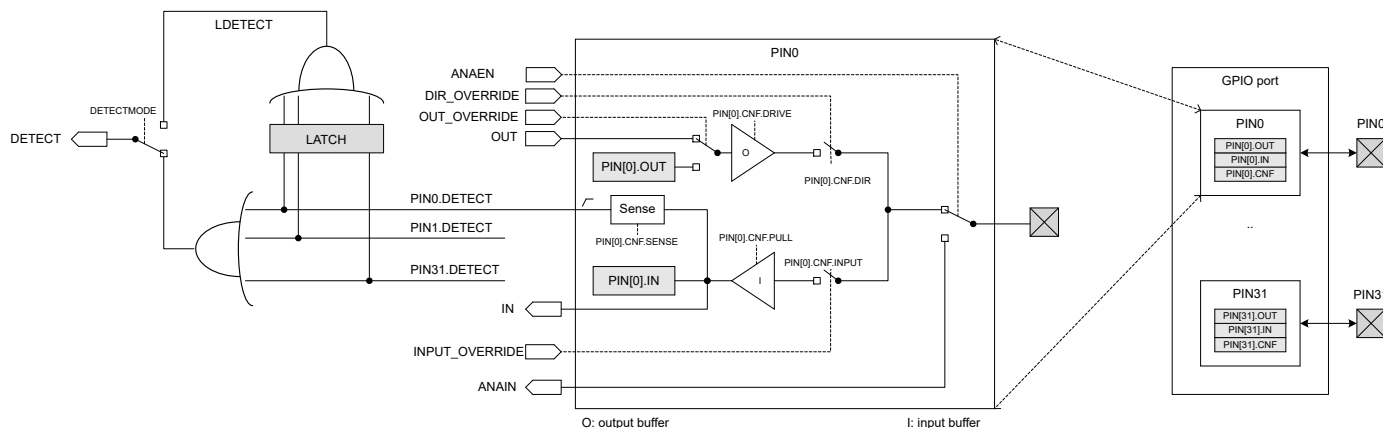 LDETECT
PIN0
ANAEN
GPIO port
DIR_OVERRIDE
DETECTMODE
OUT_OVERRIDE
PIN[0].CNF.DRIVE
PIN0
PIN0
DETECT
LATCH
OUT
O
PIN[0].OUT
PIN[0].IN
PIN[0].CNF
PIN[0].OUT
PIN[0].CNF.DIR
PIN0.DETECT
Sense
PIN1.DETECT
PIN[0].CNF.SENSE
PIN[0].CNF.PULL
..
PIN[0].CNF.INPUT
PIN31.DETECT
PIN[0].IN
I
PIN31
PIN31
IN
PIN[31].OUT
PIN[31].IN
PIN[31].CNF
INPUT_OVERRIDE
ANAIN
O: output buffer
I: input buffer